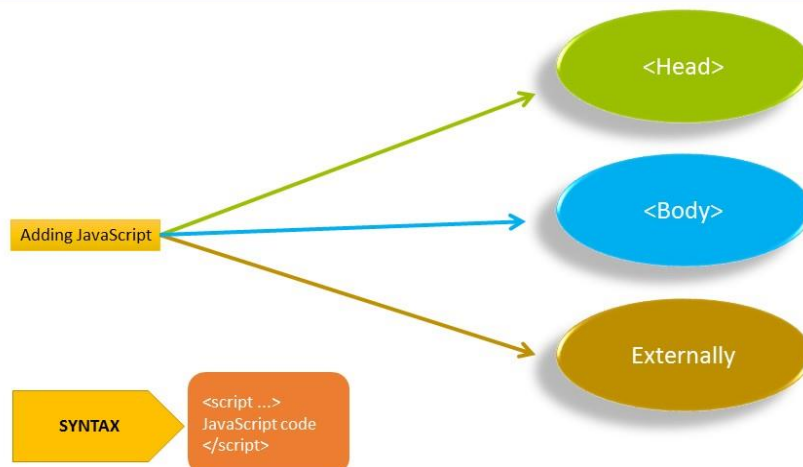 <Head>
<Body>
Adding JavaScript
Externally
SYNTAX
<script ...>
JavaScript code
</script>